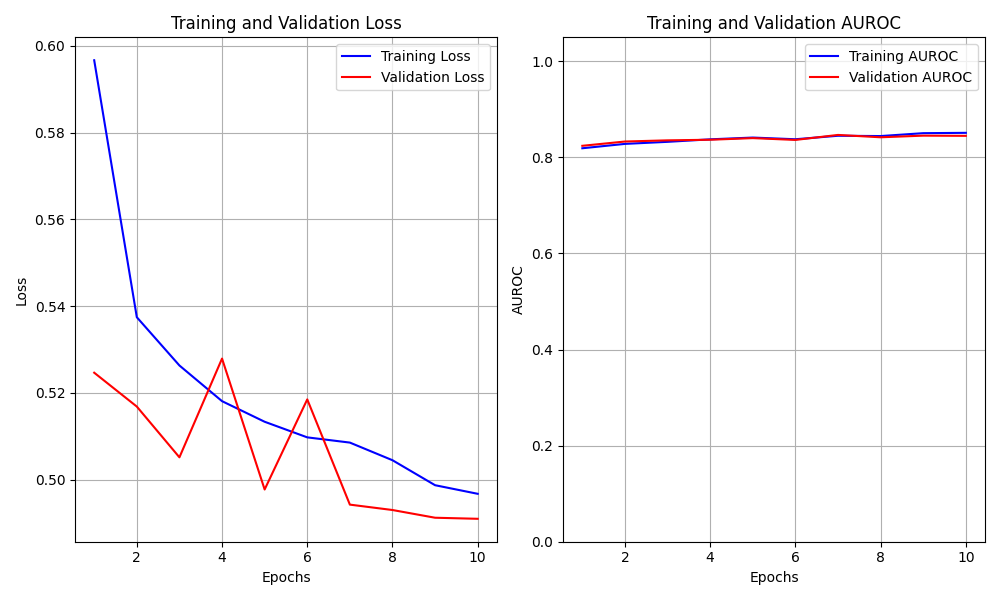 Training and Validation Loss
Training Loss
Validation Loss
0.60
0.58
0.56
0.54
0.52
0.50
Loss
2
4
6
8
10
Epochs
Training and Validation AUROC
Training AUROC
Validation AUROC
1.0
0.8
0.6
0.4
0.2
0.0
AUROC
2
4
6
8
10
Epochs